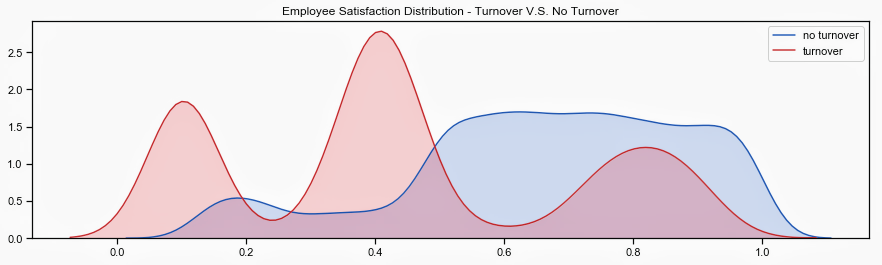 Employee Satisfaction Distribution - Turnover V.S. No Turnover
no turnover
turnover
2.5
2.0
1.5
1.0
0.5
0.0
0.0 0.2 0.4 0.6 0.8 1.0